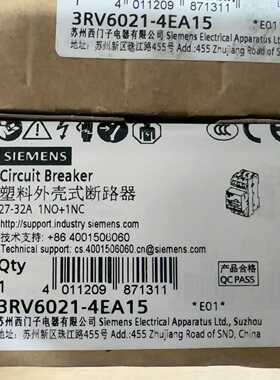 1
4 011209 871311
3RV6021-4EA15
*E01*
苏州西门子电器有限公司 Siemens Electrical Apparatus Ltd
苏州新区珠江路455号 Add:455 Zhujiang Road of S
SIEMENS
Circuit Breaker
塑料外壳式断路器
27-32A 1NO+1NC
http://support.industry.siemens.com
技术支持：+86 4001506060
Technical support: cs.4001506060@siemens.com
Qty
1
4 011209 871311
产品合格
QC PASS
3RV6021-4EA15
*E01*
苏州西门子电器有限公司 Siemens Electrical Apparatus Ltd., Suzhou
苏州新区珠江路455号 Add:455 Zhujiang Road of SND, China